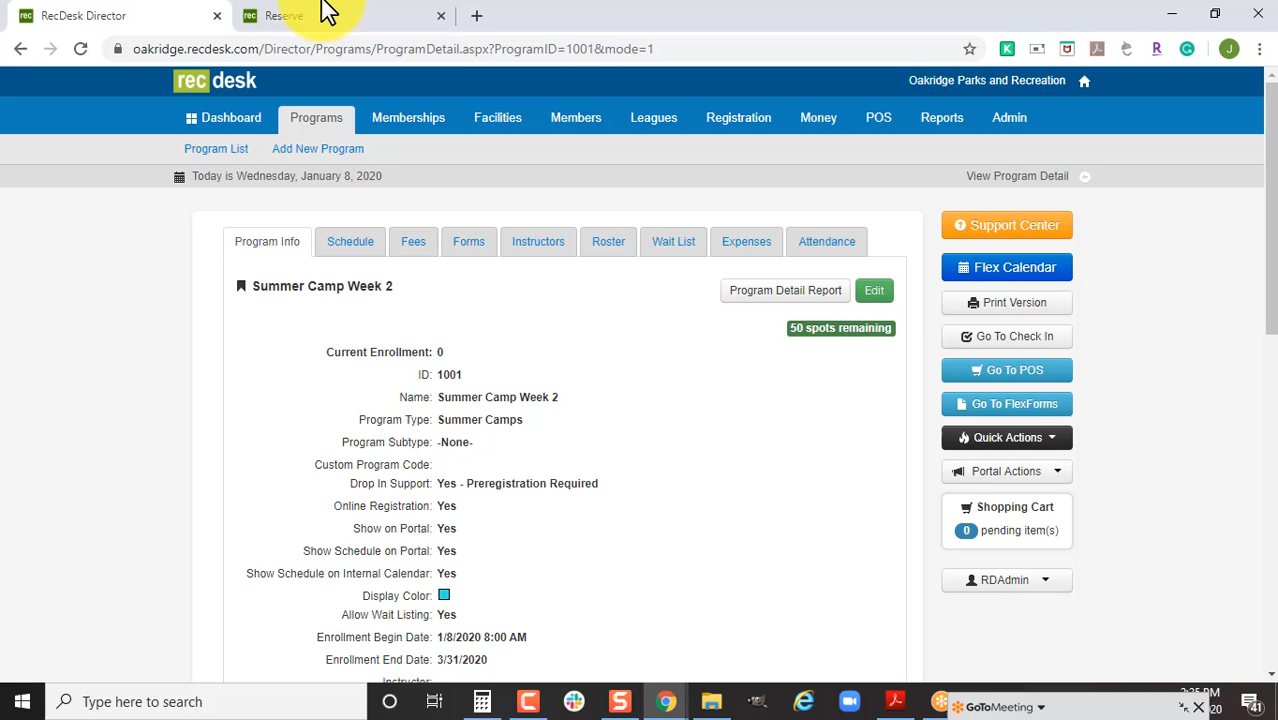 RecDesk Director
Reserve
oakridge.recdesk.com/Director/Programs/ProgramDetail.aspx?ProgramID=1001&mode=1
J
rec desk
Oakridge Parks and Recreation
Dashboard Programs Memberships Facilities Members Leagues Registration Money POS Reports Admin
Program List Add New Program
Today is Wednesday, January 8, 2020
View Program Detail
Program Info Schedule Fees Forms Instructors Roster Wait List Expenses Attendance
Summer Camp Week 2
Program Detail Report Edit
50 spots remaining
Current Enrollment: 0
ID: 1001
Name: Summer Camp Week 2
Program Type: Summer Camps
Program Subtype: -None-
Custom Program Code:
Drop In Support: Yes - Preregistration Required
Online Registration: Yes
Show on Portal: Yes
Show Schedule on Portal: Yes
Show Schedule on Internal Calendar: Yes
Display Color:
Allow Wait Listing: Yes
Enrollment Begin Date: 1/8/2020 8:00 AM
Enrollment End Date: 3/31/2020
Support Center
Flex Calendar
Print Version
Go To Check In
Go To POS
Go To FlexForms
Quick Actions
Portal Actions
Shopping Cart
0 pending item(s)
RDAdmin
Type here to search
GoToMeeting
41